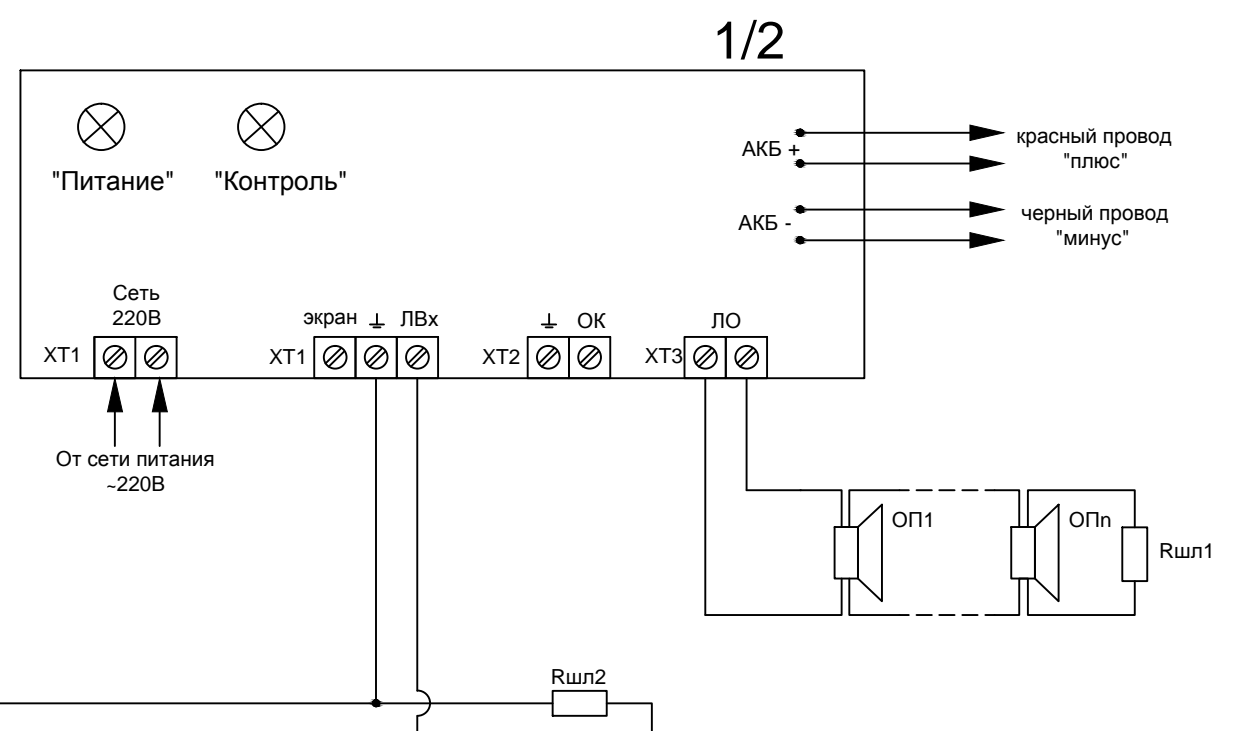 1/2
"Питание"
"Контроль"
АКБ +
красный провод
"плюс"
АКБ -
черный провод
"минус"
Сеть
220В
экран ⏚ ЛВх
⏚ ОК
ЛО
XT1
XT1
XT2
XT3
От сети питания
~220В
ОП1
ОПn
Rшл1
Rшл2